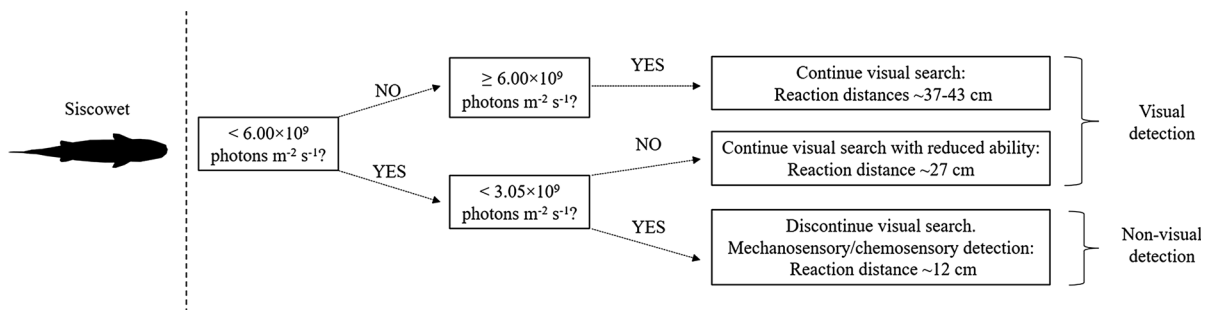 Siscowet
< 6.00×10⁹
photons m⁻² s⁻¹?
NO
YES
≥ 6.00×10⁹
photons m⁻² s⁻¹?
YES
Continue visual search:
Reaction distances ~37-43 cm
< 3.05×10⁹
photons m⁻² s⁻¹?
NO
Continue visual search with reduced ability:
Reaction distance ~27 cm
YES
Discontinue visual search.
Mechanosensory/chemosensory detection:
Reaction distance ~12 cm
Visual
detection
Non-visual
detection